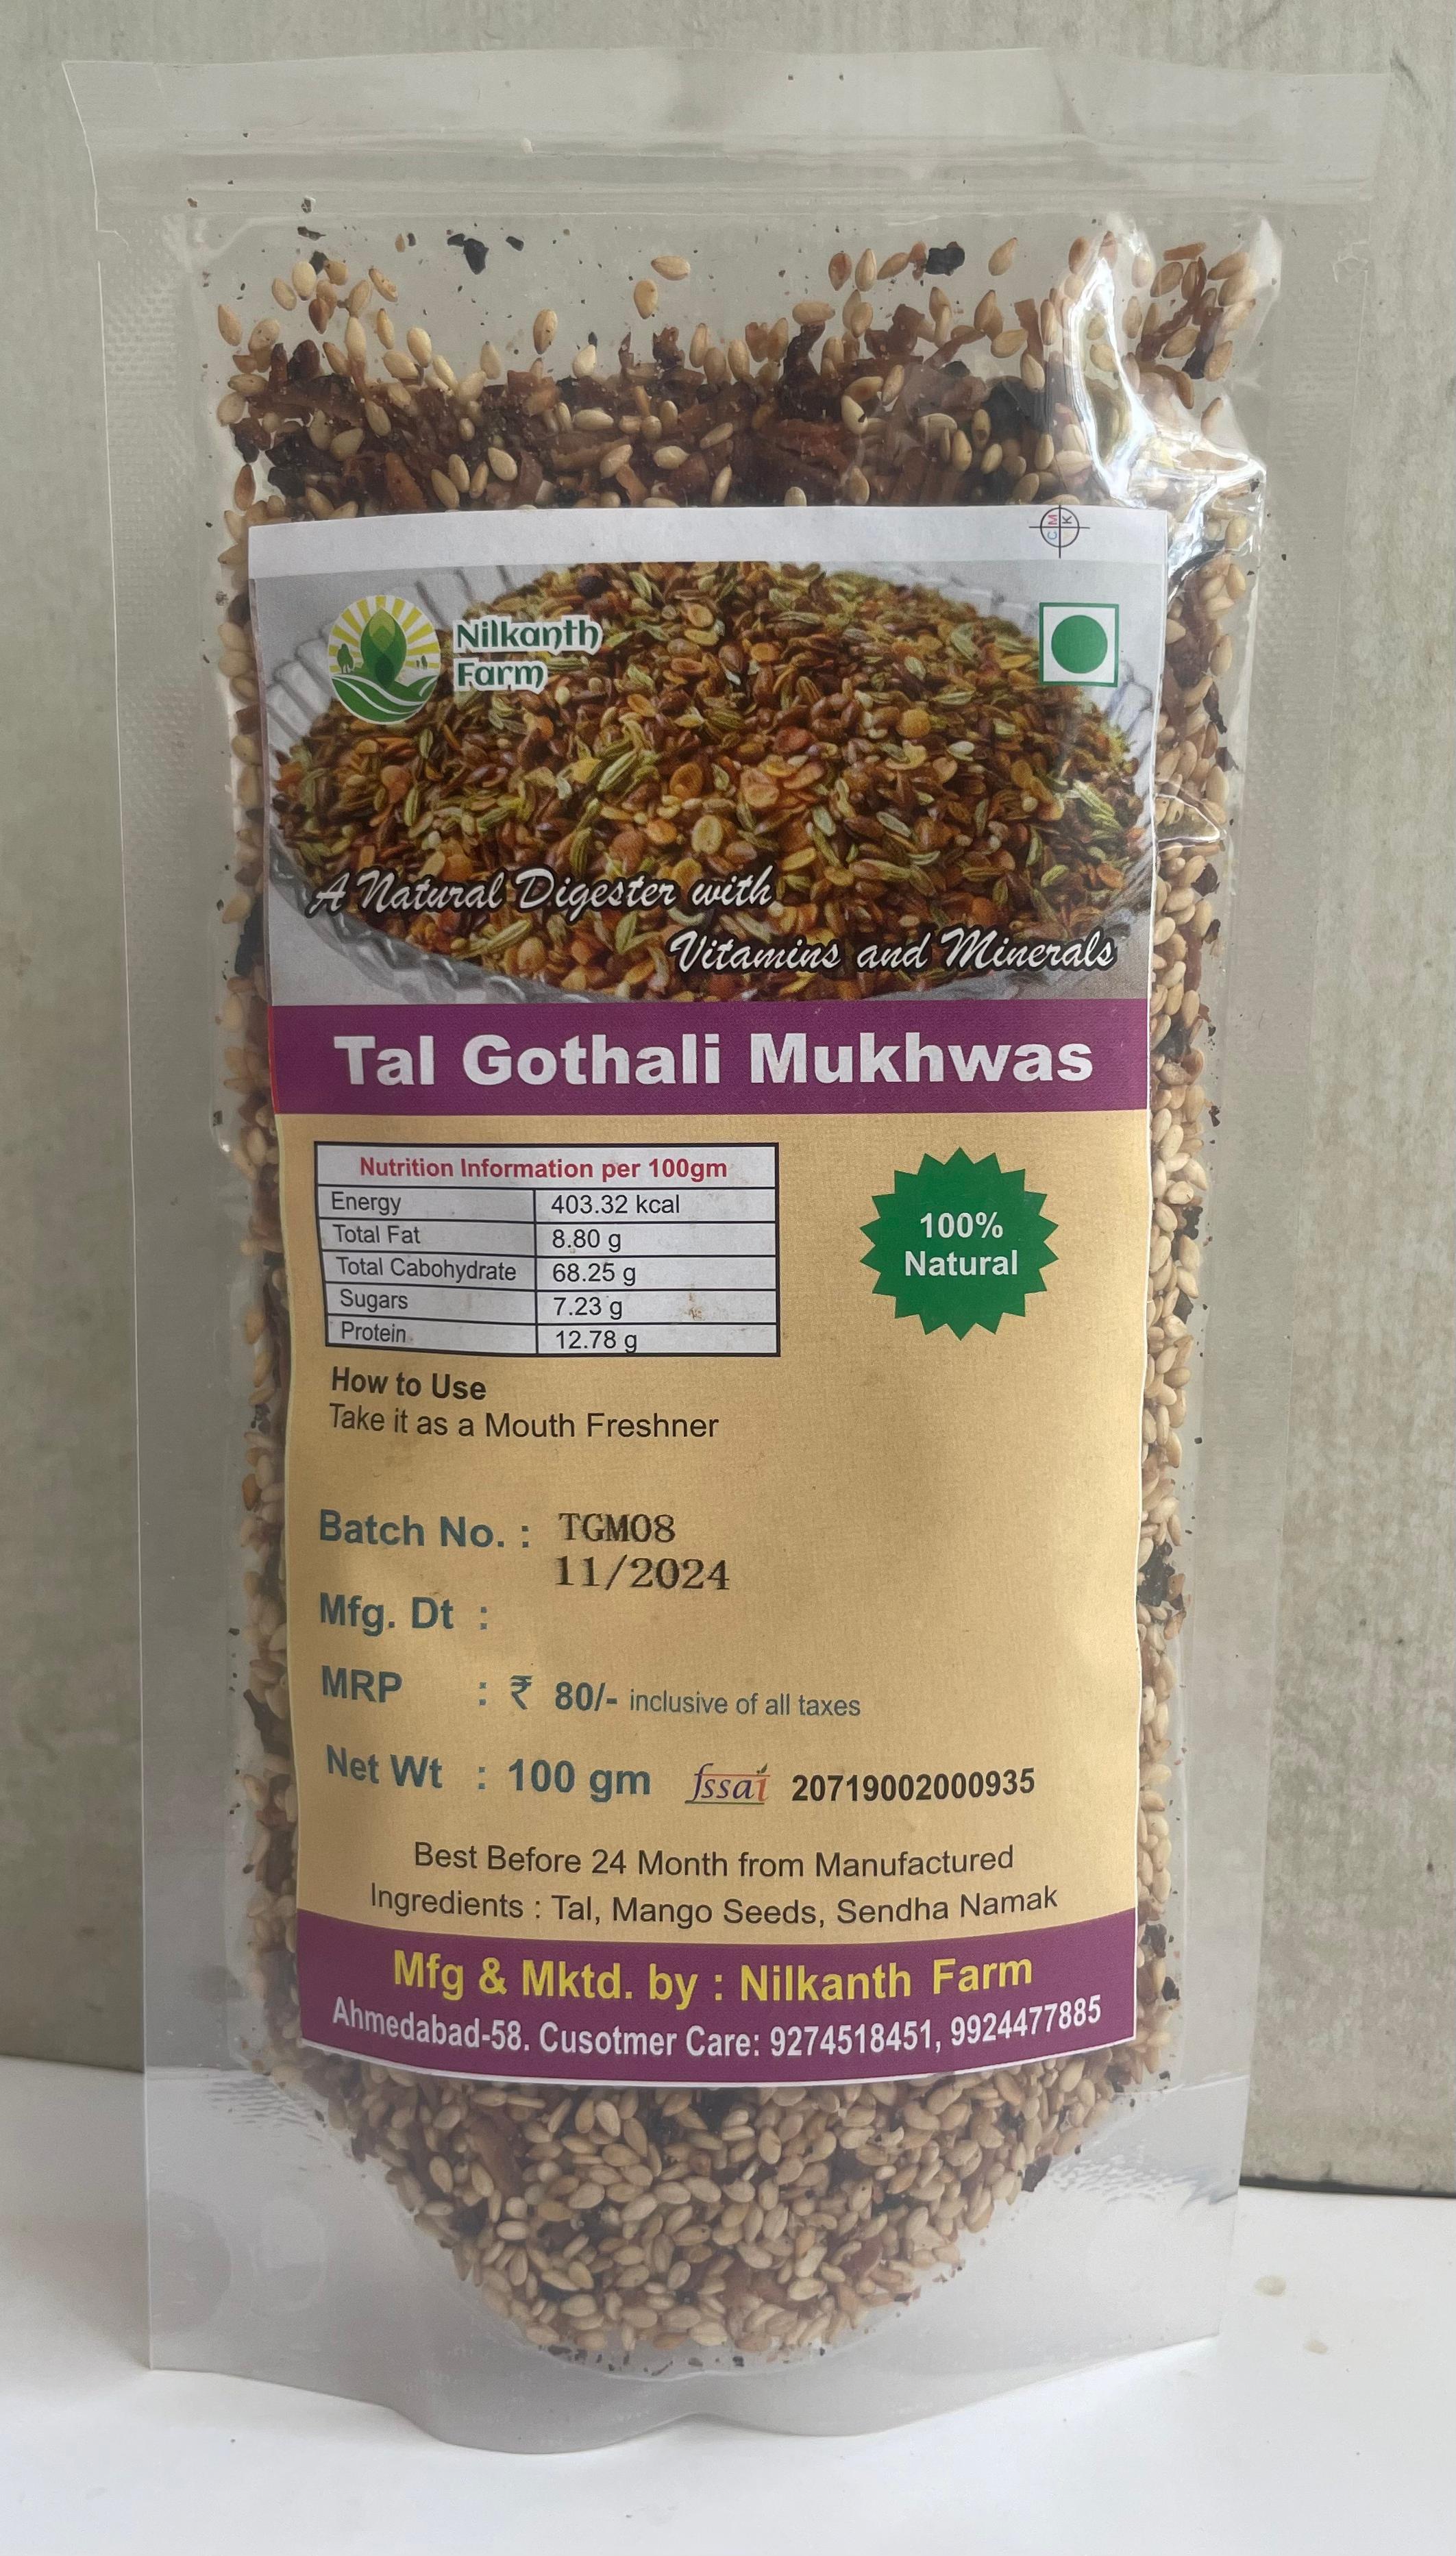 C M K
Nilkanth
Farm
A Natural Digester with
Vitamins and Minerals
Tal Gothali Mukhwas
Nutrition Information per 100gm
Energy 403.32 kcal
Total Fat 8.80 g
Total Cabohydrate 68.25 g
Sugars 7.23 g
Protein 12.78 g
100%
Natural
How to Use
Take it as a Mouth Freshner
Batch No. : TGM08
11/2024
Mfg. Dt :
MRP : ₹ 80/- inclusive of all taxes
Net Wt : 100 gm fssai 20719002000935
Best Before 24 Month from Manufactured
Ingredients : Tal, Mango Seeds, Sendha Namak
Mfg & Mktd. by : Nilkanth Farm
Ahmedabad-58. Cusotmer Care: 9274518451, 9924477885